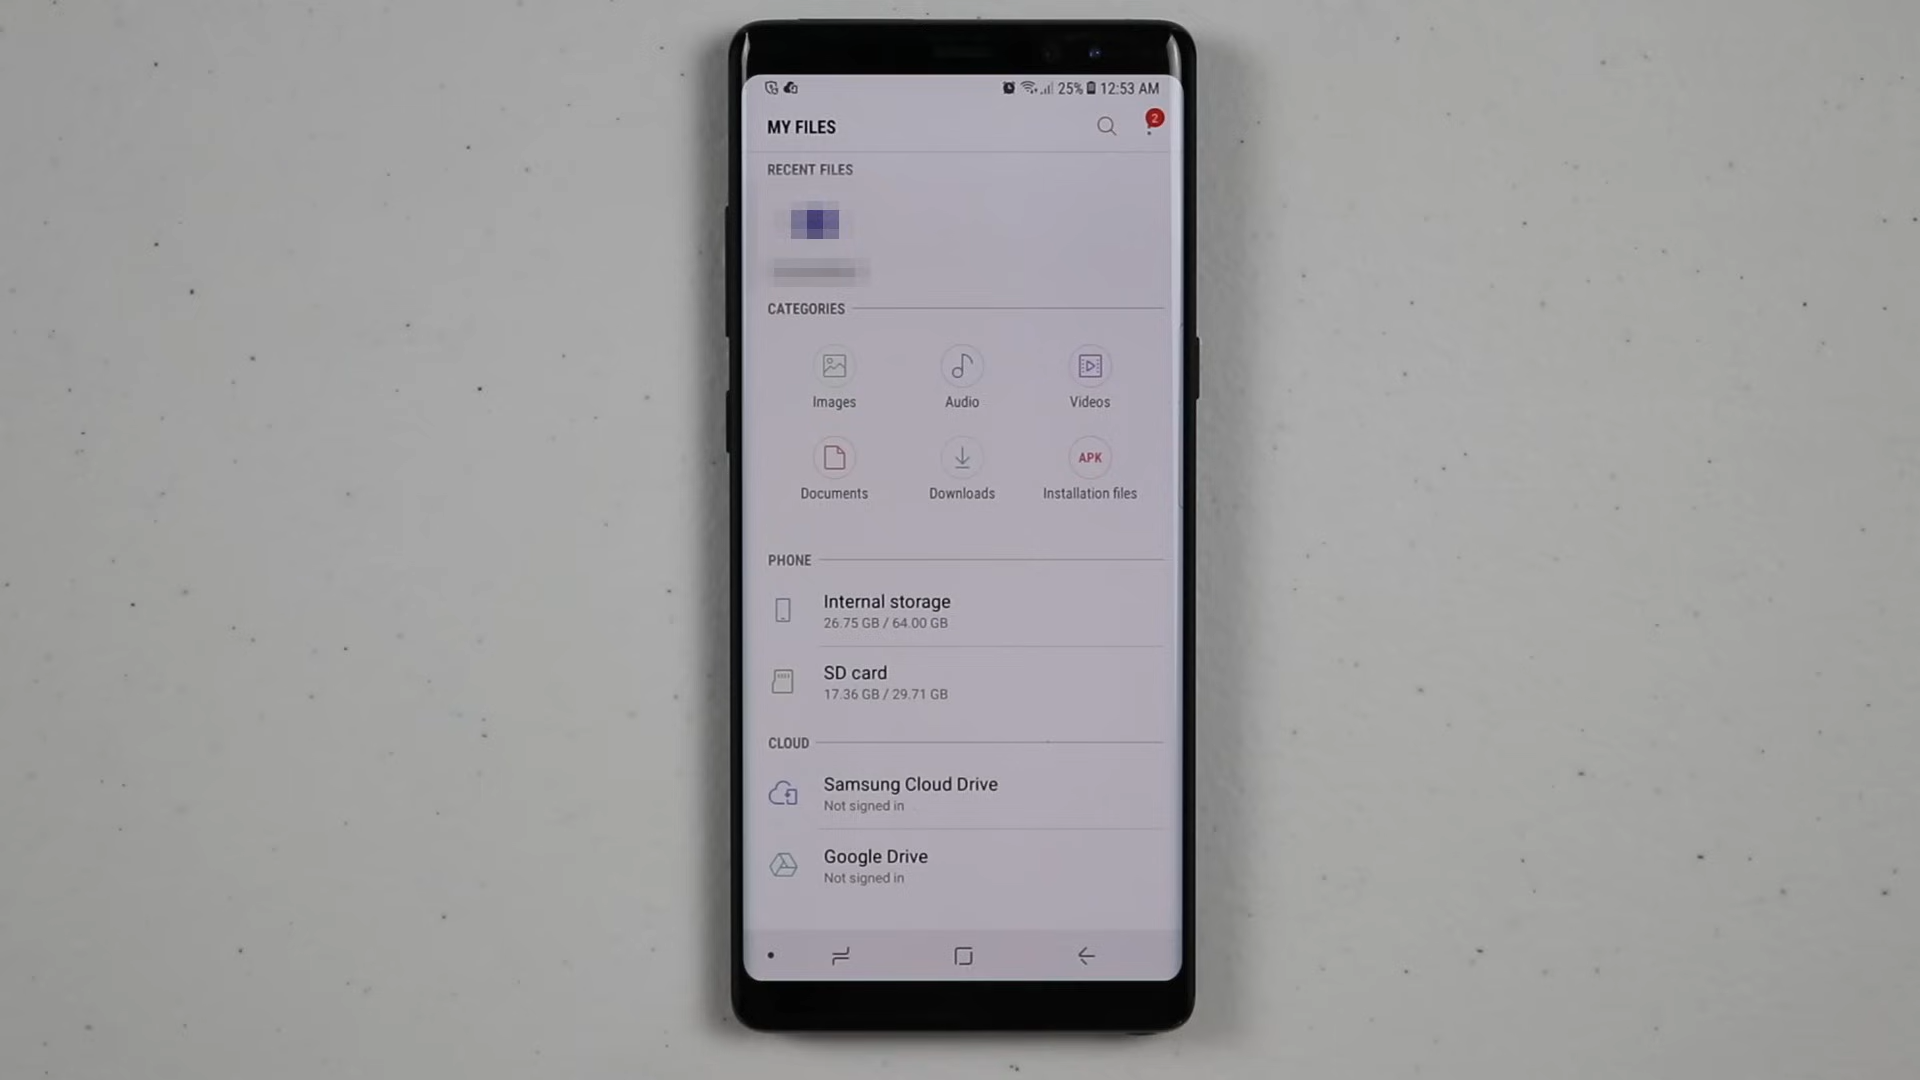 25% 12:53 AM
MY FILES
2
RECENT FILES
CATEGORIES
Images Audio Videos
APK
Documents Downloads Installation files
PHONE
Internal storage
26.75 GB / 64.00 GB
SD card
17.36 GB / 29.71 GB
CLOUD
Samsung Cloud Drive
Not signed in
Google Drive
Not signed in